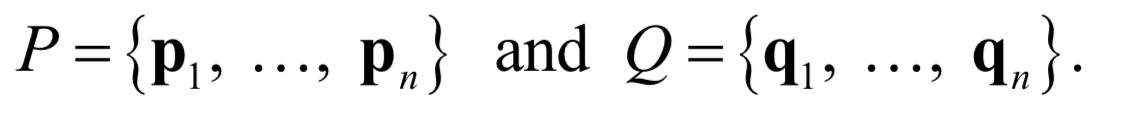 P = {p₁, …, pₙ} and Q = {q₁, …, qₙ}.